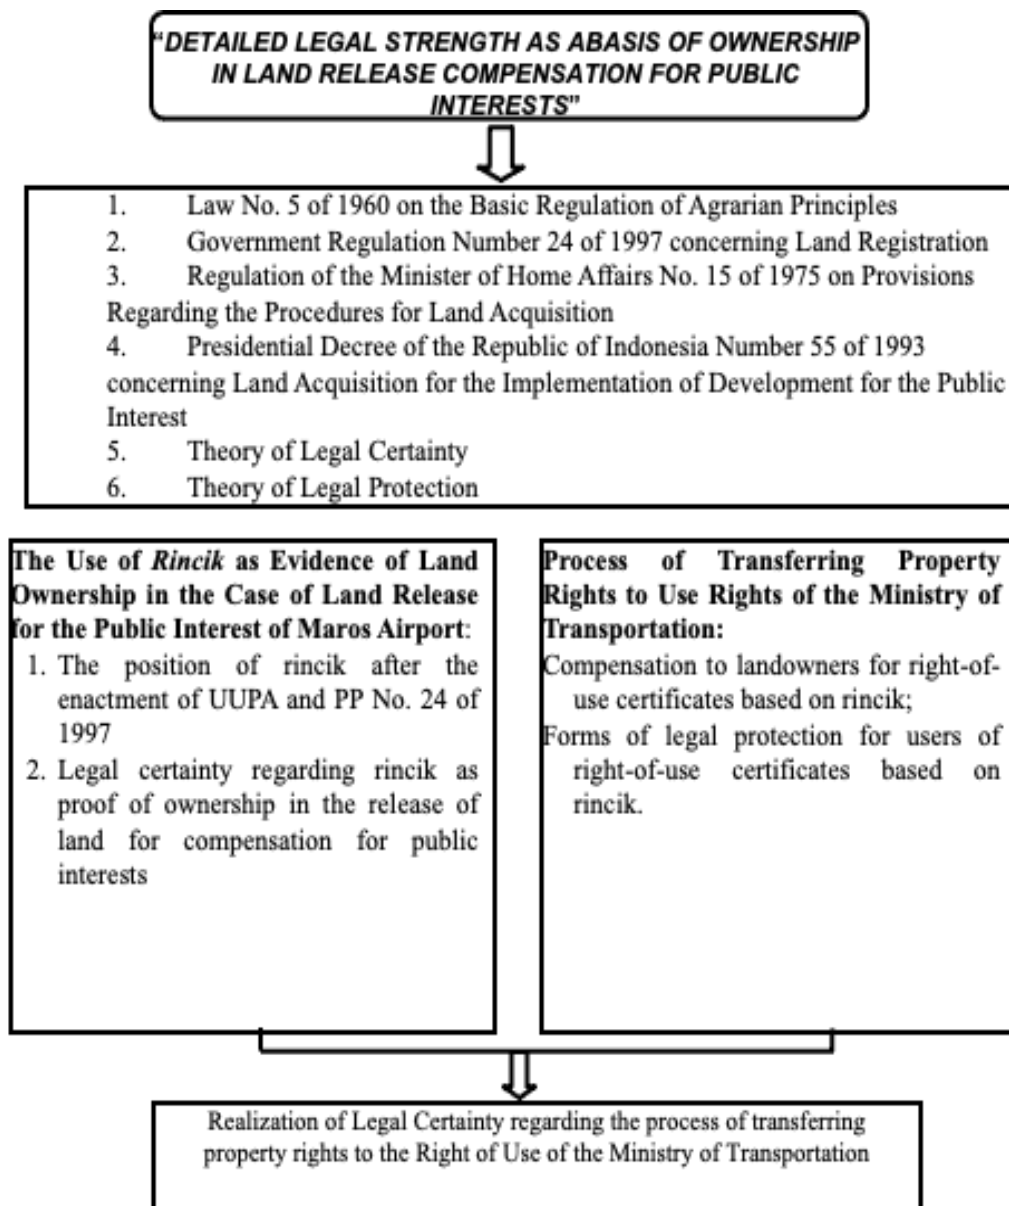 “DETAILED LEGAL STRENGTH AS ABASIS OF OWNERSHIP
IN LAND RELEASE COMPENSATION FOR PUBLIC
INTERESTS”
1. Law No. 5 of 1960 on the Basic Regulation of Agrarian Principles
2. Government Regulation Number 24 of 1997 concerning Land Registration
3. Regulation of the Minister of Home Affairs No. 15 of 1975 on Provisions
Regarding the Procedures for Land Acquisition
4. Presidential Decree of the Republic of Indonesia Number 55 of 1993
concerning Land Acquisition for the Implementation of Development for the Public
Interest
5. Theory of Legal Certainty
6. Theory of Legal Protection
The Use of Rincik as Evidence of Land
Ownership in the Case of Land Release
for the Public Interest of Maros Airport:
1. The position of rincik after the
enactment of UUPA and PP No. 24 of
1997
2. Legal certainty regarding rincik as
proof of ownership in the release of
land for compensation for public
interests
Process of Transferring Property
Rights to Use Rights of the Ministry of
Transportation:
Compensation to landowners for right-of-
use certificates based on rincik;
Forms of legal protection for users of
right-of-use certificates based on
rincik.
Realization of Legal Certainty regarding the process of transferring
property rights to the Right of Use of the Ministry of Transportation